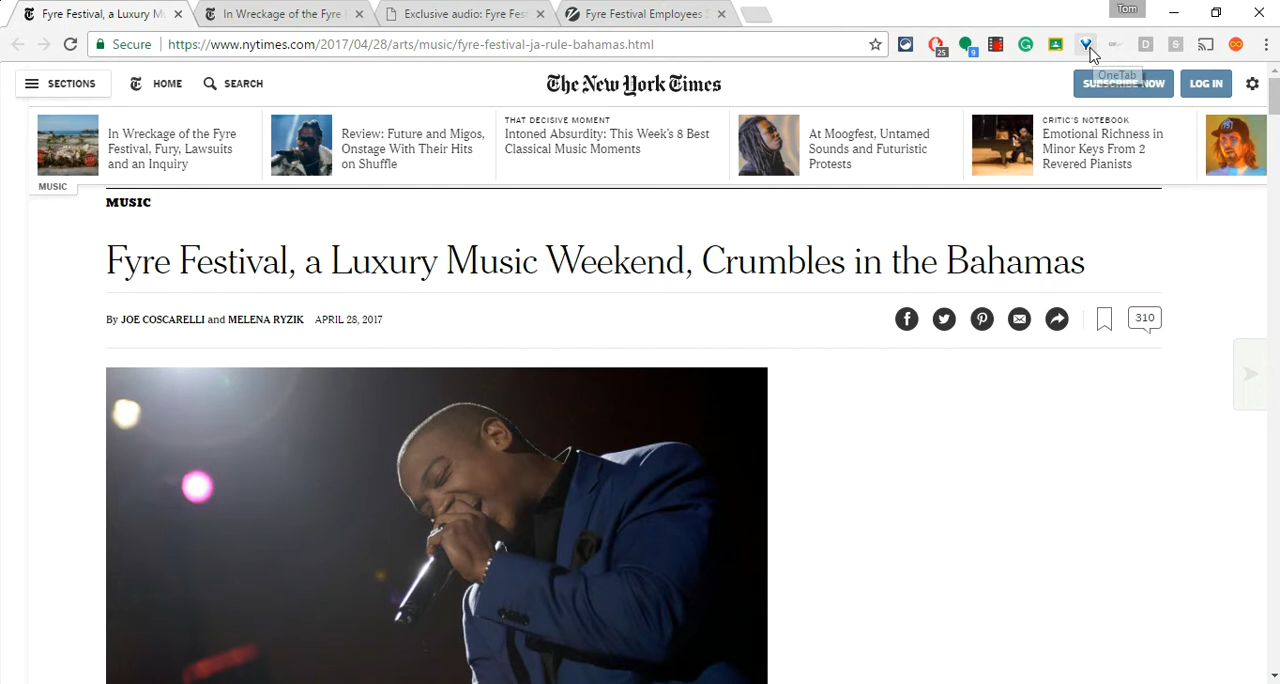 Fyre Festival, a Luxury Mu
In Wreckage of the Fyre
Exclusive audio: Fyre Fes
Fyre Festival Employees
Tom
Secure
https://www.nytimes.com/2017/04/28/arts/music/fyre-festival-ja-rule-bahamas.html
25
9
D
S
OneTab
SECTIONS
HOME
SEARCH
The New York Times
SUBSCRIBE NOW
LOG IN
In Wreckage of the Fyre
Festival, Fury, Lawsuits
and an Inquiry
Review: Future and Migos,
Onstage With Their Hits
on Shuffle
THAT DECISIVE MOMENT
Intoned Absurdity: This Week's 8 Best
Classical Music Moments
At Moogfest, Untamed
Sounds and Futuristic
Protests
CRITIC'S NOTEBOOK
Emotional Richness in
Minor Keys From 2
Revered Pianists
MUSIC
MUSIC
Fyre Festival, a Luxury Music Weekend, Crumbles in the Bahamas
By JOE COSCARELLI and MELENA RYZIK APRIL 28, 2017
310